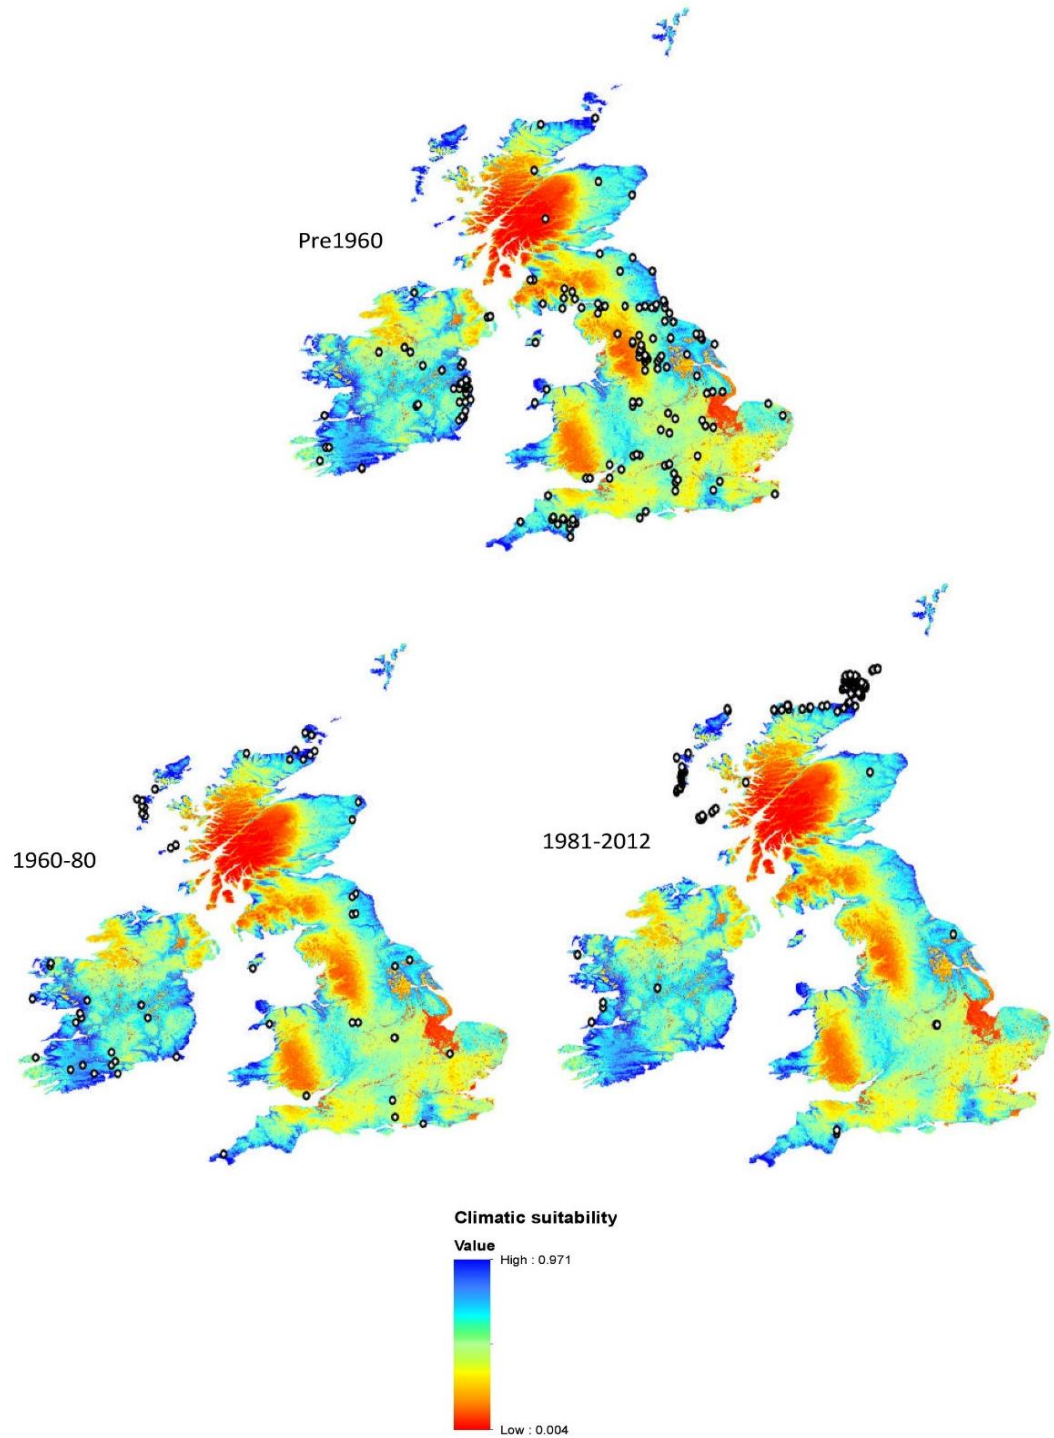 Pre1960
1960-80
1981-2012
Climatic suitability
Value
High : 0.971
Low : 0.004